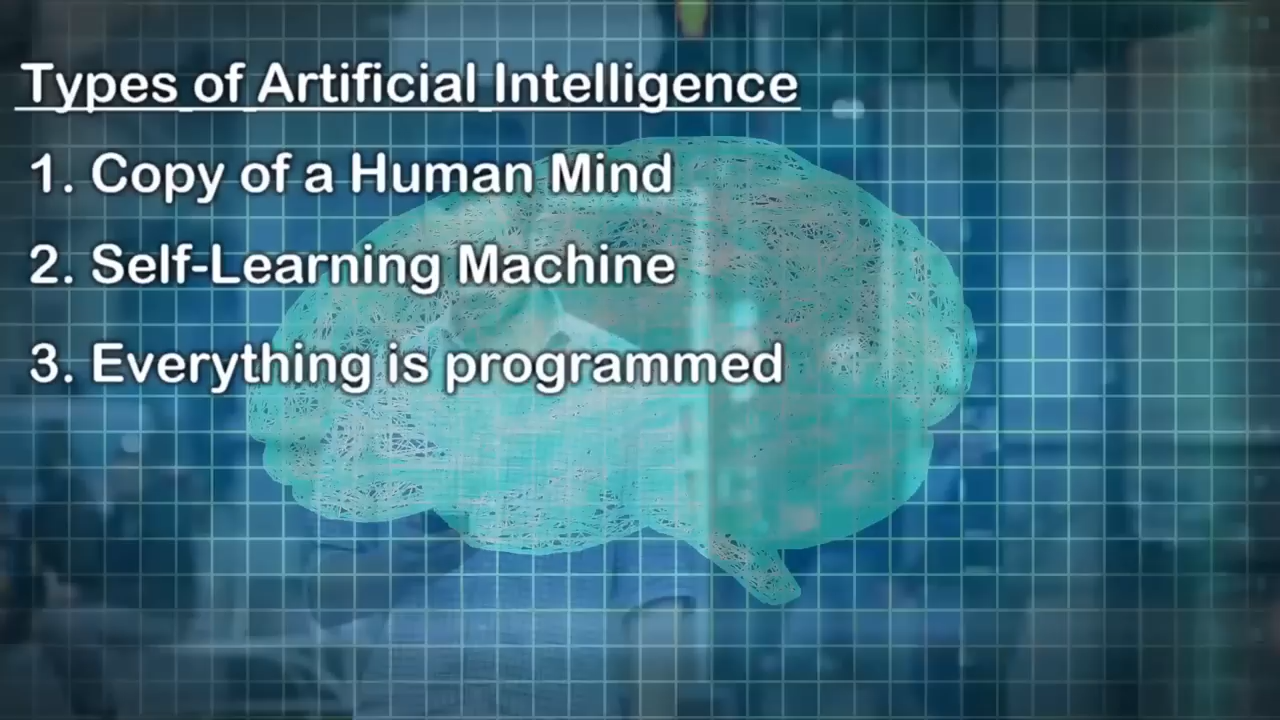 Types of Artificial Intelligence
1. Copy of a Human Mind
2. Self-Learning Machine
3. Everything is programmed